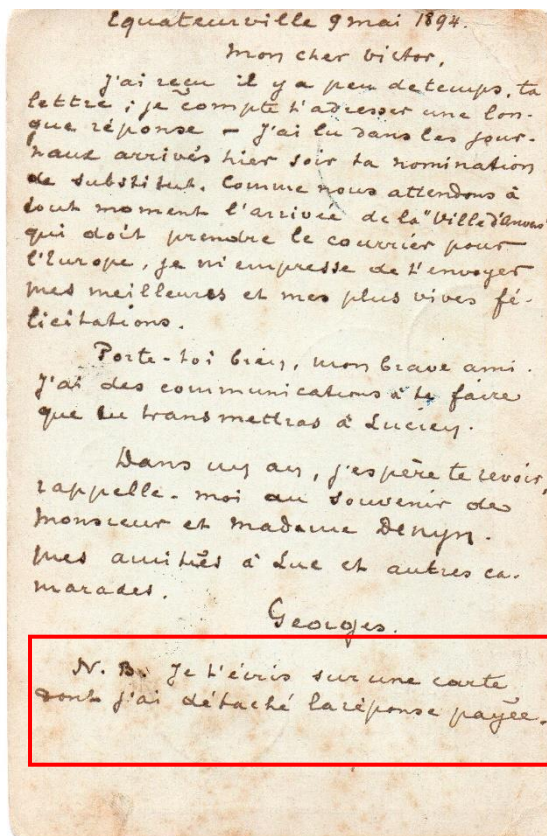 Equateurville 9 mai 1894.
Mon cher Victor,
J'ai reçu il y a peu de temps, ta
lettre ; je compte t'adresser une lon-
gue réponse – J'ai lu dans les jour-
naux arrivés hier soir ta nomination
de substitut. Comme nous attendons à
tout moment l'arrivée de la "Ville d'Anvers"
qui doit prendre le courrier pour
l'Europe, je m'empresse de t'envoyer
mes meilleures et mes plus vives fé-
licitations.
Porte-toi bien, mon brave ami.
J'ai des communications à te faire
que tu transmettras à Lucien.
Dans un an, j'espère te revoir,
rappelle-moi au souvenir de
Monsieur et Madame Denyn.
mes amitiés à Luc et autres ca-
marades.
Georges.
N. B. Je t'écris sur une carte
dont j'ai détaché la réponse payée.